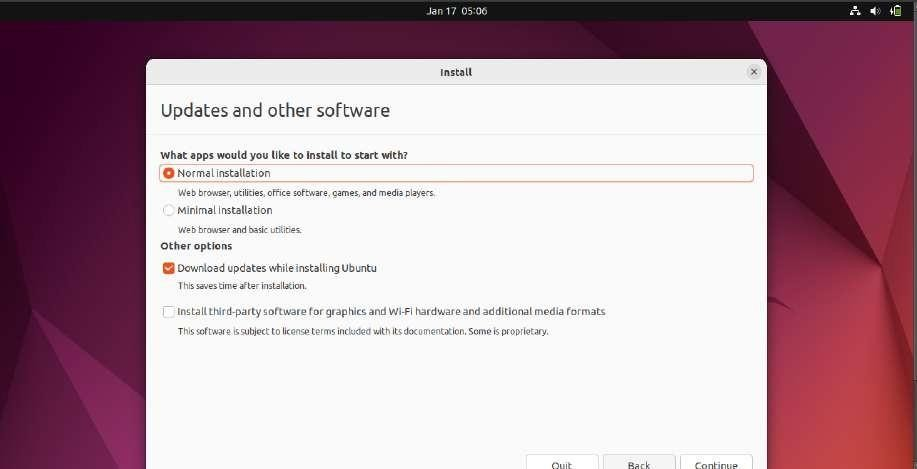 Jan 17 05:06
Install
Updates and other software
What apps would you like to install to start with?
Normal installation
Web browser, utilities, office software, games, and media players.
Minimal installation
Web browser and basic utilities.
Other options
Download updates while installing Ubuntu
This saves time after installation.
Install third-party software for graphics and Wi-Fi hardware and additional media formats
This software is subject to license terms included with its documentation. Some is proprietary.
Quit Back Continue